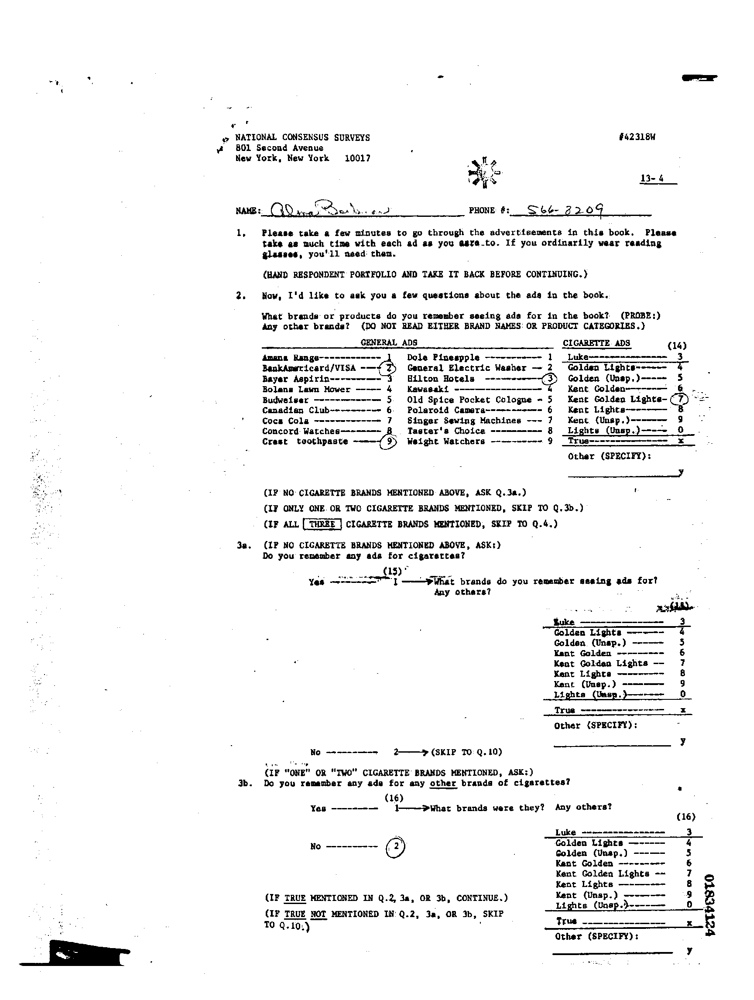 NATIONAL CONSENSUS SURVEYS #42318W
801 Second Avenue
New York, New York 10017
13-4
NAME: PHONE #: 566-3209
1. Please take a few minutes to go through the advertisements in this book. Please
take as much time with each ad as you to. If you ordinarily wear reading
glasses, you'll need them.
(HAND RESPONDENT PORTFOLIO AND TAKE IT BACK BEFORE CONTINUING.)
2. Now, I'd like to ask you a few questions about the ads in the book.
What brands or products do you remember seeing ads for in the book? (PROBE:)
Any other brands? (DO NOT READ EITHER BRAND NAMES OR PRODUCT CATEGORIES.)
GENERAL ADS CIGARETTE ADS (14)
Amana Range---------- 1 Dole Pineapple ----------- 1 Luke---------------- 3
BankAmericard/VISA --- 2 General Electric Washer -- 2 Golden Lights------ 4
Bayer Aspirin---------- 3 Hilton Hotels ---------- 3 Golden (Unsp.)----- 5
Bolens Lawn Mower ----- 4 Kawasaki ---------------- 4 Kent Golden------- 6
Budweiser ------------- 5 Old Spice Pocket Cologne - 5 Kent Golden Lights- 7
Canadian Club---------- 6 Polaroid Camera----------- 6 Kent Lights-------- 8
Coca Cola ------------- 7 Singer Sewing Machines --- 7 Kent (Unsp.)------- 9
Concord Watches-------- 8 Taster's Choice ---------- 8 Lights (Unsp.)----- 0
Crest toothpaste ----- 9 Weight Watchers ---------- 9 True--------------- x
Other (SPECIFY):
y
(IF NO CIGARETTE BRANDS MENTIONED ABOVE, ASK Q.3a.)
(IF ONLY ONE OR TWO CIGARETTE BRANDS MENTIONED, SKIP TO Q.3b.)
(IF ALL THREE CIGARETTE BRANDS MENTIONED, SKIP TO Q.4.)
3a. (IF NO CIGARETTE BRANDS MENTIONED ABOVE, ASK:)
Do you remember any ads for cigarettes?
(15)
Yes ---------- 1 What brands do you remember seeing ads for?
Any others?
Luke ---------------- 3
Golden Lights ------- 4
Golden (Unsp.) ------ 5
Kent Golden --------- 6
Kent Golden Lights -- 7
Kent Lights --------- 8
Kent (Unsp.) -------- 9
Lights (Unsp.)------- 0
True ---------------- x
Other (SPECIFY):
y
No --------- 2 (SKIP TO Q.10)
(IF "ONE" OR "TWO" CIGARETTE BRANDS MENTIONED, ASK:)
3b. Do you remember any ads for any other brands of cigarettes?
(16)
Yes -------- 1 What brands were they? Any others?
(16)
Luke ---------------- 3
No ---------- 2 Golden Lights ------- 4
Golden (Unsp.) ------ 5
Kent Golden --------- 6
Kent Golden Lights -- 7
Kent Lights --------- 8
(IF TRUE MENTIONED IN Q.2, 3a, OR 3b, CONTINUE.) Kent (Unsp.) -------- 9
Lights (Unsp.)------- 0
(IF TRUE NOT MENTIONED IN Q.2, 3a, OR 3b, SKIP
TO Q.10.) True ---------------- x
Other (SPECIFY):
y
01834124